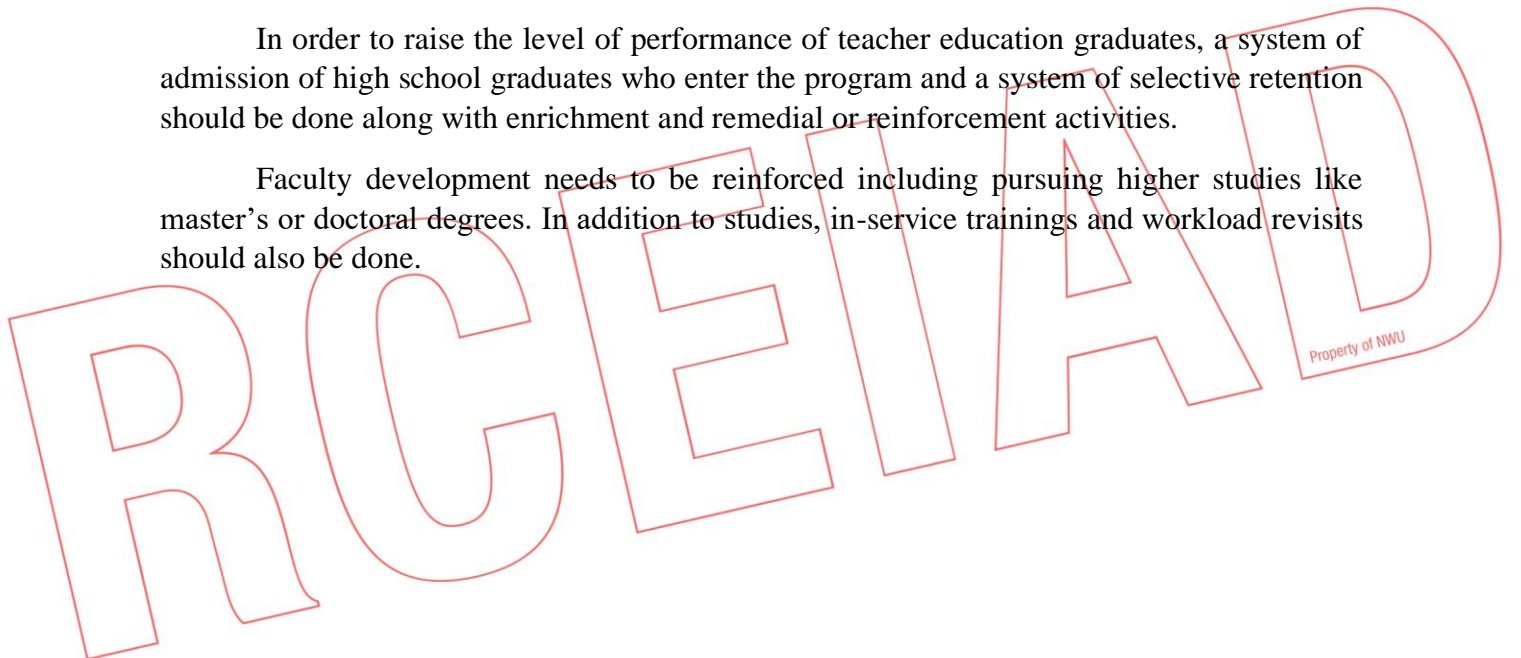 In order to raise the level of performance of teacher education graduates, a system of
admission of high school graduates who enter the program and a system of selective retention
should be done along with enrichment and remedial or reinforcement activities.
Faculty development needs to be reinforced including pursuing higher studies like
master’s or doctoral degrees. In addition to studies, in-service trainings and workload revisits
should also be done.
RCEIAD
Property of NWU